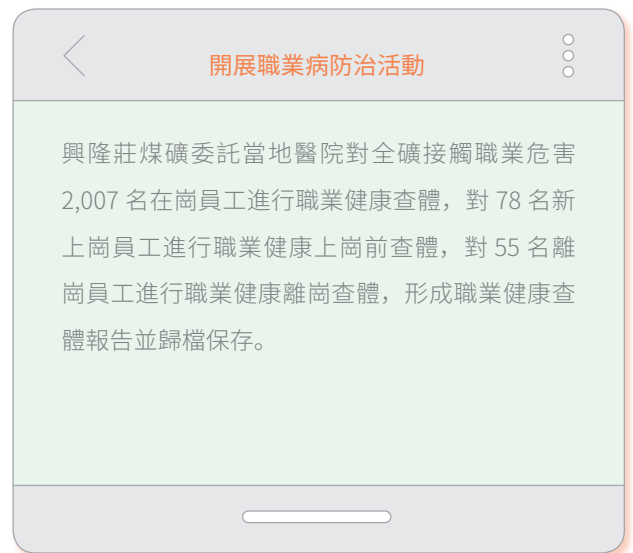 開展職業病防治活動
興隆莊煤礦委託當地醫院對全礦接觸職業危害
2,007 名在崗員工進行職業健康查體，對 78 名新
上崗員工進行職業健康上崗前查體，對 55 名離
崗員工進行職業健康離崗查體，形成職業健康查
體報告並歸檔保存。